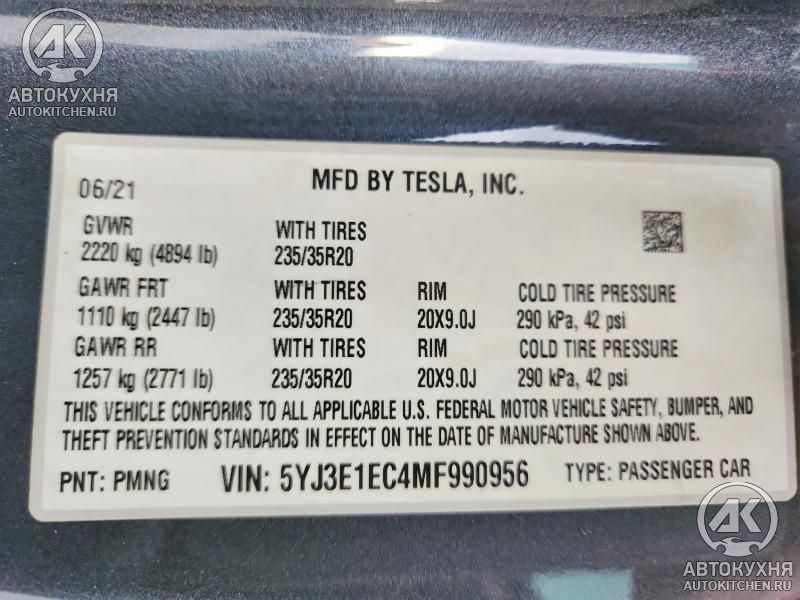 АВТОКУХНЯ
AUTOKITCHEN.RU
06/21 MFD BY TESLA, INC.
GVWR WITH TIRES
2220 kg (4894 lb) 235/35R20
GAWR FRT WITH TIRES RIM COLD TIRE PRESSURE
1110 kg (2447 lb) 235/35R20 20X9.0J 290 kPa, 42 psi
GAWR RR WITH TIRES RIM COLD TIRE PRESSURE
1257 kg (2771 lb) 235/35R20 20X9.0J 290 kPa, 42 psi
THIS VEHICLE CONFORMS TO ALL APPLICABLE U.S. FEDERAL MOTOR VEHICLE SAFETY, BUMPER, AND
THEFT PREVENTION STANDARDS IN EFFECT ON THE DATE OF MANUFACTURE SHOWN ABOVE.
PNT: PMNG VIN: 5YJ3E1EC4MF990956 TYPE: PASSENGER CAR
АК
АВТОКУХНЯ
AUTOKITCHEN.RU